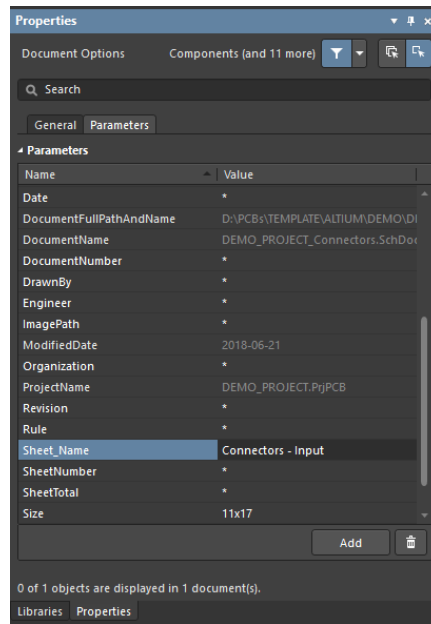 Properties
Document Options Components (and 11 more)
Search
General Parameters
Parameters
Name Value
Date *
DocumentFullPathAndName D:\PCBs\TEMPLATE\ALTIUM\DEMO\
DocumentName DEMO_PROJECT_Connectors.SchDoc
DocumentNumber *
DrawnBy *
Engineer *
ImagePath *
ModifiedDate 2018-06-21
Organization *
ProjectName DEMO_PROJECT.PrjPCB
Revision *
Rule *
Sheet_Name Connectors - Input
SheetNumber *
SheetTotal *
Size 11x17
Add
0 of 1 objects are displayed in 1 document(s).
Libraries Properties